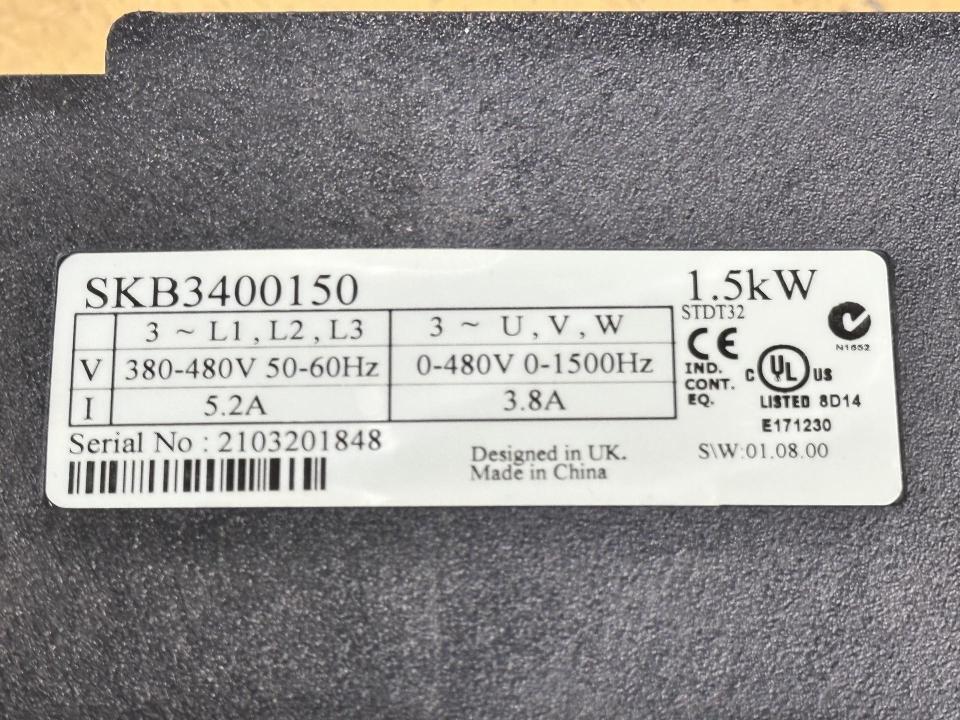 SKB3400150
1.5kW
STDT32
3 ~ L1 , L2 , L3
3 ~ U , V , W
V
380-480V 50-60Hz
0-480V 0-1500Hz
I
5.2A
3.8A
CE
IND.
CONT.
EQ.
N1652
C UL US
LISTED 8D14
E171230
Serial No : 2103201848
Designed in UK.
Made in China
S\W:01.08.00